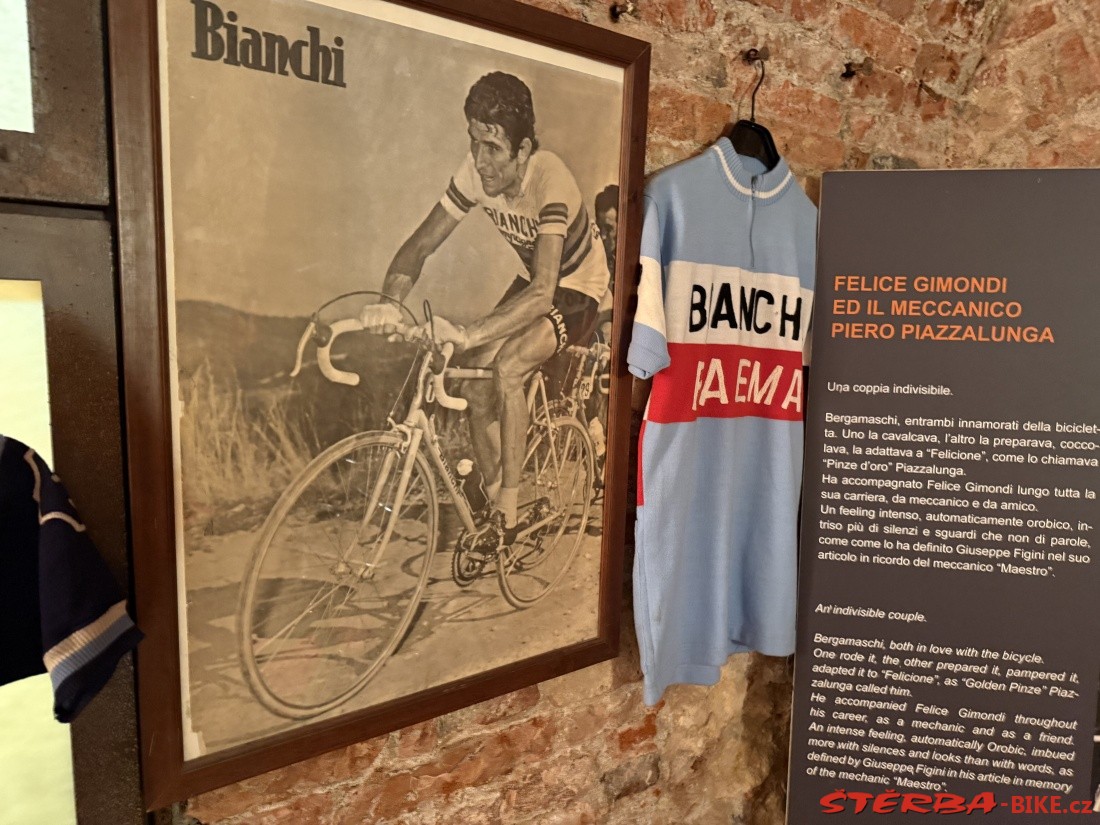 Bianchi
BIANCHI
BIANCHI
BIANCH
FAEMA
FELICE GIMONDI
ED IL MECCANICO
PIERO PIAZZALUNGA
Una coppia indivisibile.
Bergamaschi, entrambi innamorati della biciclet-
ta. Uno la cavalcava, l'altro la preparava, cocco-
lava, la adattava a "Felicione", come lo chiamava
"Pinze d'oro" Piazzalunga.
Ha accompagnato Felice Gimondi lungo tutta la
sua carriera, da meccanico e da amico.
Un feeling intenso, automaticamente orobico, in-
triso più di silenzi e sguardi che non di parole,
come come lo ha definito Giuseppe Figini nel suo
articolo in ricordo del meccanico "Maestro".
An indivisible couple.
Bergamaschi, both in love with the bicycle.
One rode it, the other prepared it, pampered it,
adapted it to "Felicione", as "Golden Pinze" Piaz-
zalunga called him.
He accompanied Felice Gimondi throughout
his career, as a mechanic and as a friend.
An intense feeling, automatically Orobic, imbued
more with silences and looks than with words, as
defined by Giuseppe Figini in his article in memory
of the mechanic "Maestro".
ŠTĚRBA-BIKE.cz